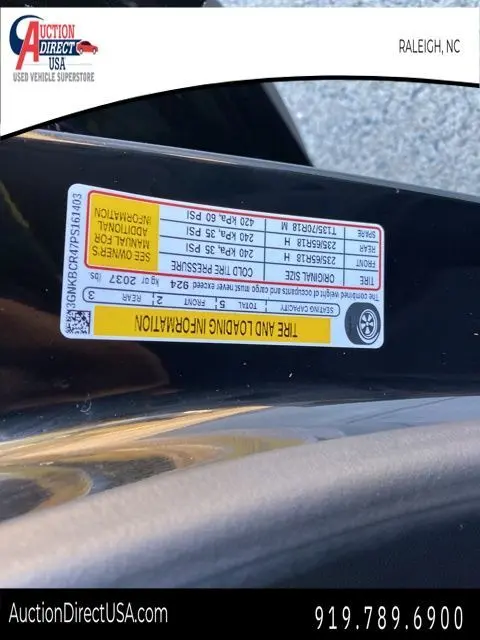 AUCTION
DIRECT
USA
USED VEHICLE SUPERSTORE
RALEIGH, NC
TIRE AND LOADING INFORMATION
SEATING CAPACITY TOTAL 5 FRONT 2 REAR 3
The combined weight of occupants and cargo must never exceed 924 kg or 2037 lbs
TIRE ORIGINAL SIZE COLD TIRE PRESSURE
FRONT 235/65R18 H 240 kPa, 35 PSI
REAR 235/65R18 H 240 kPa, 35 PSI
SPARE T135/70R18 M 420 kPa, 60 PSI
SEE OWNER'S
MANUAL FOR
ADDITIONAL
INFORMATION
3GNKBCR47PS161403
AuctionDirectUSA.com
919.789.6900